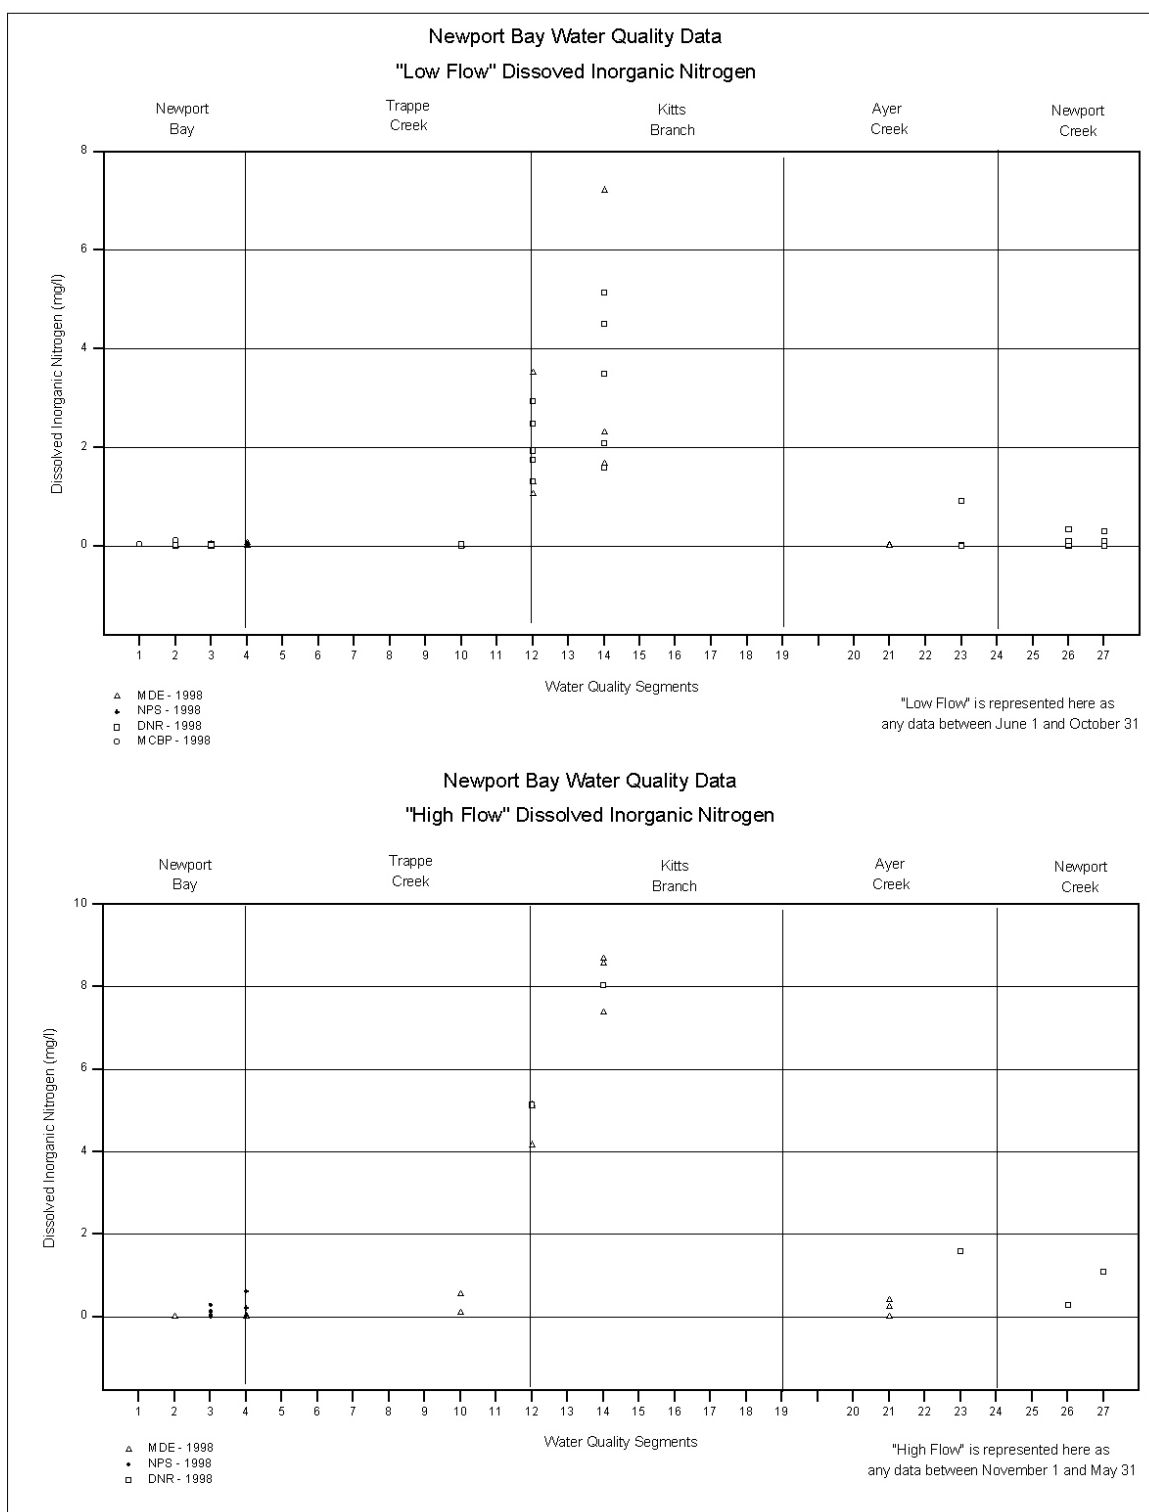 Newport Bay Water Quality Data
"Low Flow" Dissoved Inorganic Nitrogen
Newport Bay
Trappe Creek
Kitts Branch
Ayer Creek
Newport Creek
8
6
4
2
0
Dissolved Inorganic Nitrogen (mg/l)
1 2 3 4 5 6 7 8 9 10 11 12 13 14 15 16 17 18 19 20 21 22 23 24 25 26 27
Water Quality Segments
MDE - 1998
NPS - 1998
DNR - 1998
MCBP - 1998
"Low Flow" is represented here as
any data between June 1 and October 31
Newport Bay Water Quality Data
"High Flow" Dissolved Inorganic Nitrogen
Newport Bay
Trappe Creek
Kitts Branch
Ayer Creek
Newport Creek
10
8
6
4
2
0
Dissolved Inorganic Nitrogen (mg/l)
1 2 3 4 5 6 7 8 9 10 11 12 13 14 15 16 17 18 19 20 21 22 23 24 25 26 27
Water Quality Segments
MDE - 1998
NPS - 1998
DNR - 1998
"High Flow" is represented here as
any data between November 1 and May 31